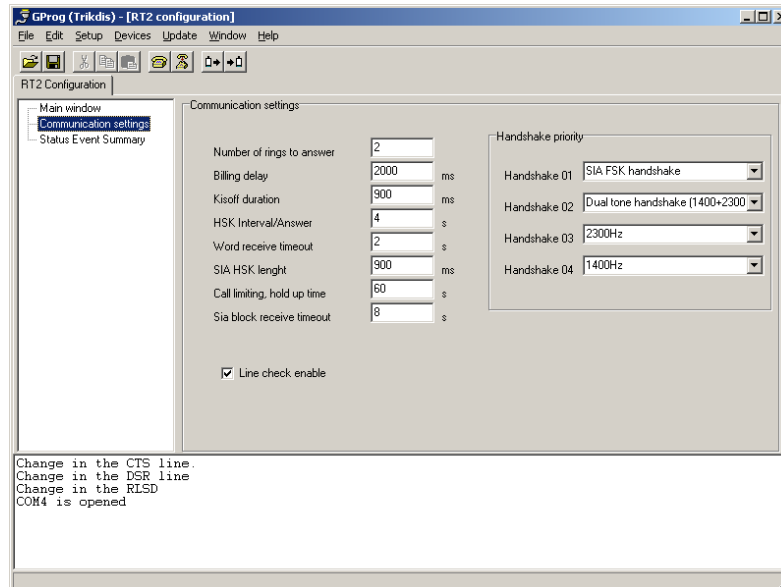 GProg (Trikdis) - [RT2 configuration]
File Edit Setup Devices Update Window Help
RT2 Configuration
Main window
Communication settings
Status Event Summary
Communication settings
Number of rings to answer 2
Billing delay 2000 ms
Kisoff duration 900 ms
HSK Interval/Answer 4 s
Word receive timeout 2 s
SIA HSK lenght 900 ms
Call limiting, hold up time 60 s
Sia block receive timeout 8 s
Line check enable
Handshake priority
Handshake 01 SIA FSK handshake
Handshake 02 Dual tone handshake (1400+2300
Handshake 03 2300Hz
Handshake 04 1400Hz
Change in the CTS line.
Change in the DSR line
Change in the RLSD
COM4 is opened